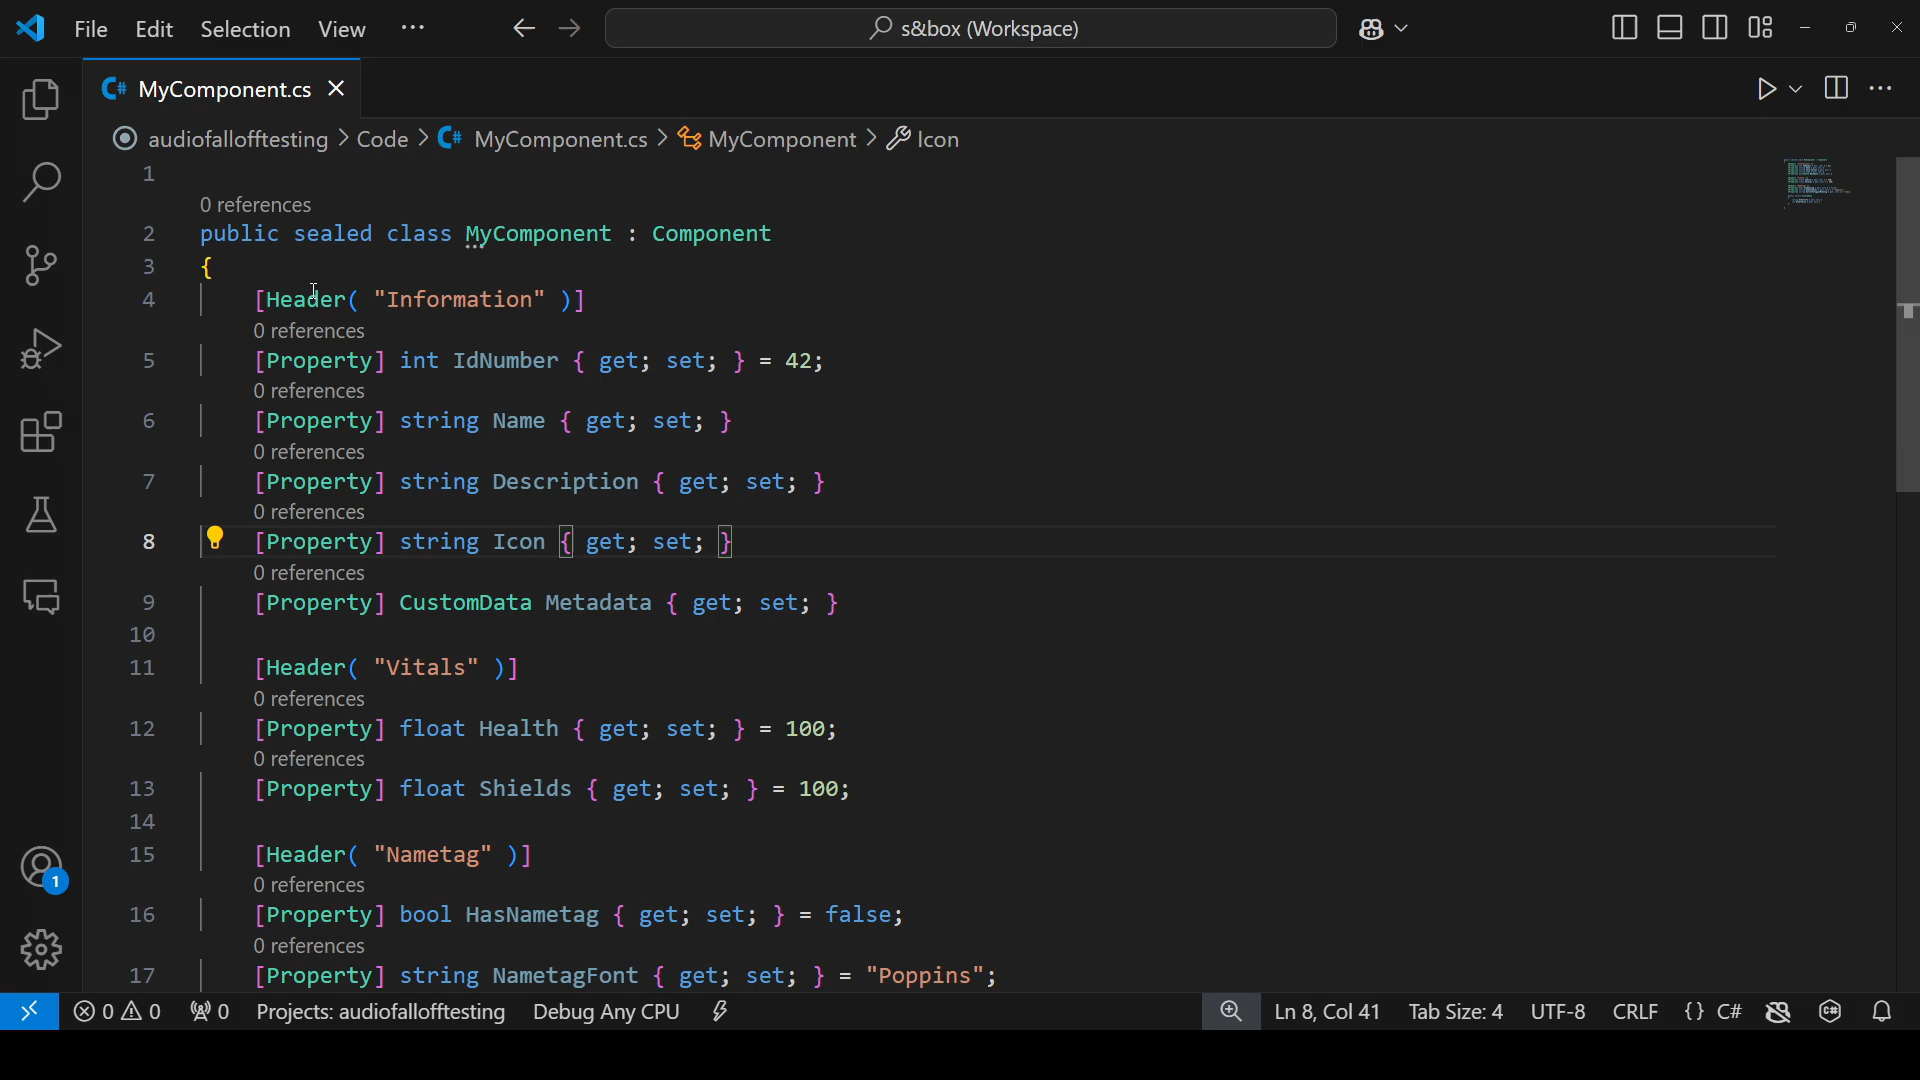 File Edit Selection View ··· s&box (Workspace)
C# MyComponent.cs
audiofallofftesting > Code > C# MyComponent.cs > MyComponent > Icon
1
0 references
2 public sealed class MyComponent : Component
3 {
4 [Header( "Information" )]
0 references
5 [Property] int IdNumber { get; set; } = 42;
0 references
6 [Property] string Name { get; set; }
0 references
7 [Property] string Description { get; set; }
0 references
8 [Property] string Icon { get; set; }
0 references
9 [Property] CustomData Metadata { get; set; }
10
11 [Header( "Vitals" )]
0 references
12 [Property] float Health { get; set; } = 100;
0 references
13 [Property] float Shields { get; set; } = 100;
14
15 [Header( "Nametag" )]
0 references
16 [Property] bool HasNametag { get; set; } = false;
0 references
17 [Property] string NametagFont { get; set; } = "Poppins";
1
0 0 0 Projects: audiofallofftesting Debug Any CPU Ln 8, Col 41 Tab Size: 4 UTF-8 CRLF {} C#